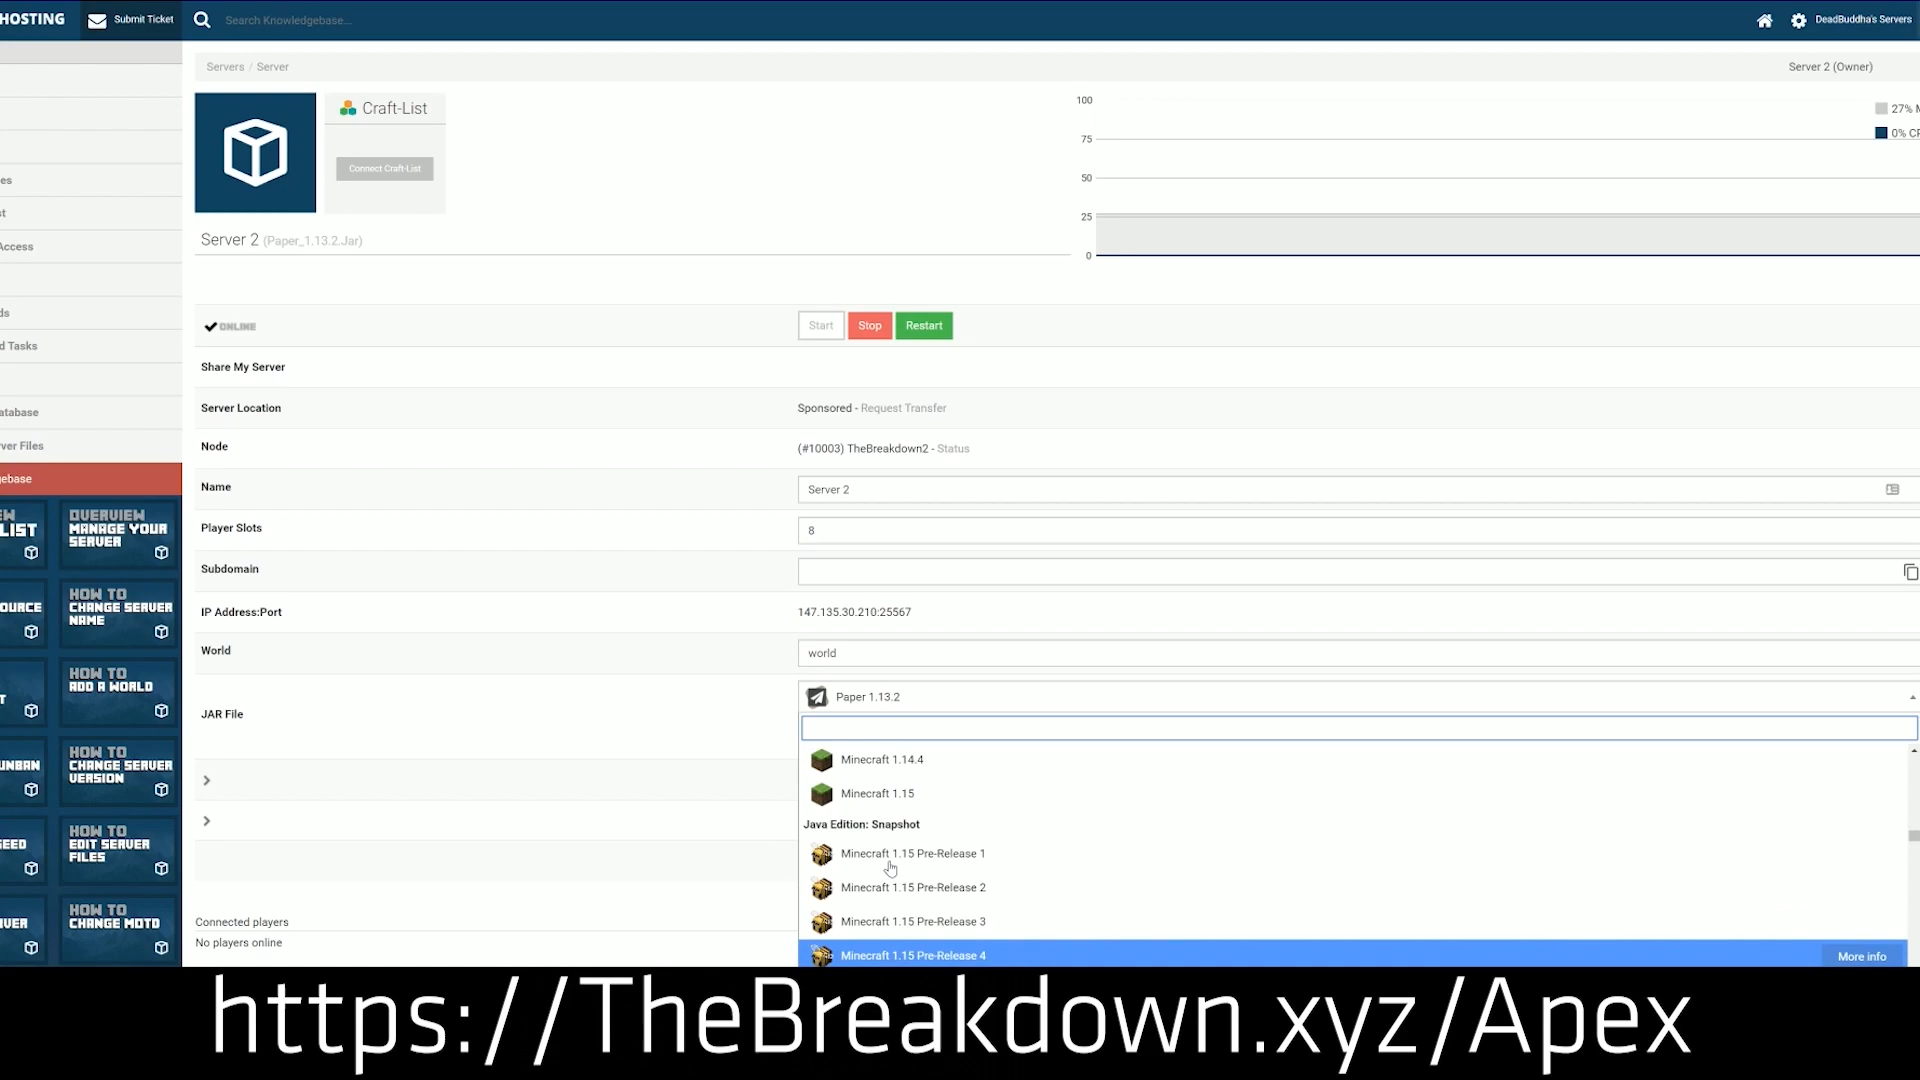 HOSTING
Submit Ticket
Search Knowledgebase...
DeadBuddha's Servers
Servers / Server
Server 2 (Owner)
Craft-List
Connect Craft-List
Server 2 (Paper_1.13.2.Jar)
100
75
50
25
0
27%
0%
ONLINE
Start
Stop
Restart
Share My Server
Server Location
Sponsored - Request Transfer
Node
(#10003) TheBreakdown2 - Status
Name
Server 2
Player Slots
8
Subdomain
IP Address:Port
147.135.30.210:25567
World
world
JAR File
Paper 1.13.2
Minecraft 1.14.4
Minecraft 1.15
Java Edition: Snapshot
Minecraft 1.15 Pre-Release 1
Minecraft 1.15 Pre-Release 2
Minecraft 1.15 Pre-Release 3
Minecraft 1.15 Pre-Release 4
More info
Connected players
No players online
Access
d Tasks
atabase
ver Files
gebase
LIST
OVERVIEW
MANAGE YOUR
SERVER
OURCE
HOW TO
CHANGE SERVER
NAME
HOW TO
ADD A WORLD
UNBAN
HOW TO
CHANGE SERVER
VERSION
SEED
HOW TO
EDIT SERVER
FILES
VER
HOW TO
CHANGE MOTD
https://TheBreakdown.xyz/Apex